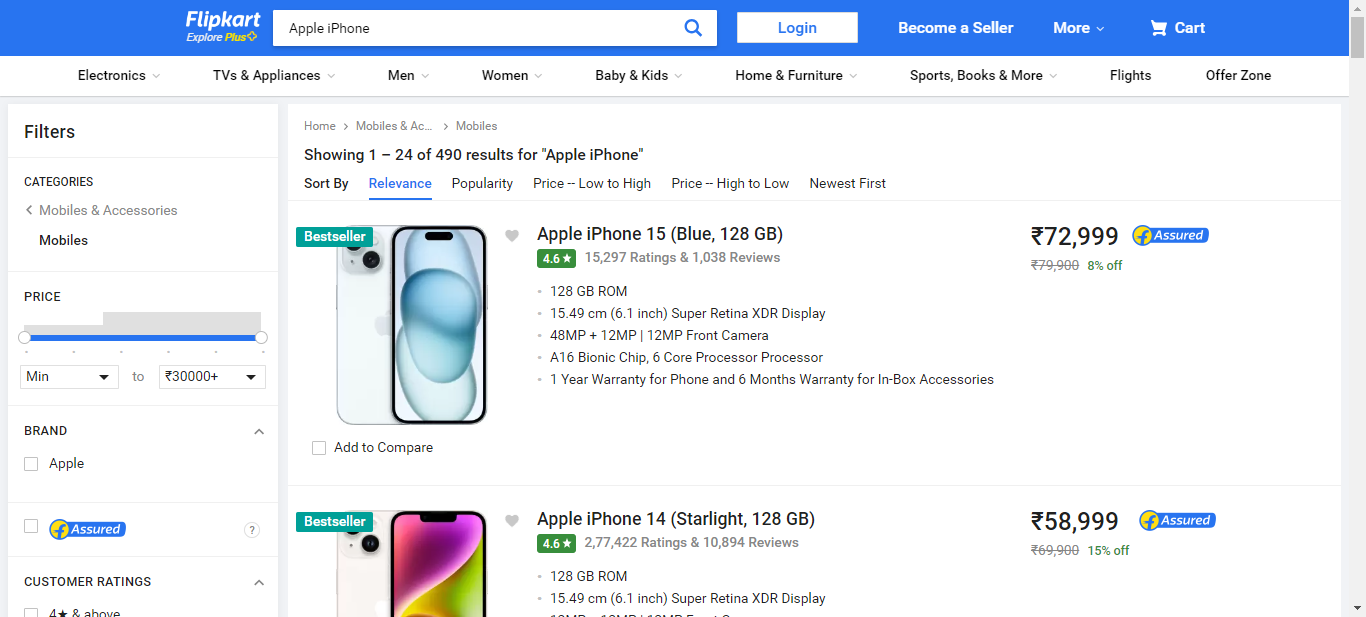 Flipkart
Explore Plus
Apple iPhone
Login
Become a Seller
More
Cart
Electronics
TVs & Appliances
Men
Women
Baby & Kids
Home & Furniture
Sports, Books & More
Flights
Offer Zone
Filters
CATEGORIES
Mobiles & Accessories
Mobiles
PRICE
Min
to
₹30000+
BRAND
Apple
Assured
?
CUSTOMER RATINGS
4★ & above
Home
Mobiles & Ac...
Mobiles
Showing 1 – 24 of 490 results for "Apple iPhone"
Sort By
Relevance
Popularity
Price -- Low to High
Price -- High to Low
Newest First
Bestseller
Apple iPhone 15 (Blue, 128 GB)
4.6 ★ 15,297 Ratings & 1,038 Reviews
128 GB ROM
15.49 cm (6.1 inch) Super Retina XDR Display
48MP + 12MP | 12MP Front Camera
A16 Bionic Chip, 6 Core Processor Processor
1 Year Warranty for Phone and 6 Months Warranty for In-Box Accessories
₹72,999
Assured
₹79,900 8% off
Add to Compare
Bestseller
Apple iPhone 14 (Starlight, 128 GB)
4.6 ★ 2,77,422 Ratings & 10,894 Reviews
128 GB ROM
15.49 cm (6.1 inch) Super Retina XDR Display
₹58,999
Assured
₹69,900 15% off